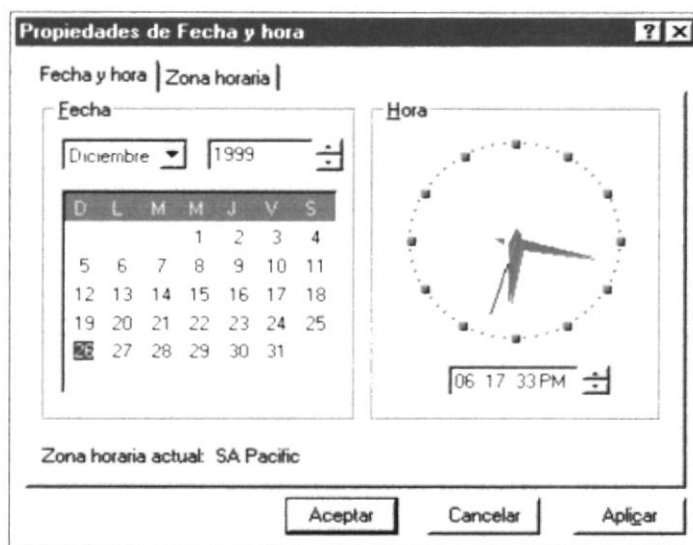 Propiedades de Fecha y hora
Fecha y hora Zona horaria
Fecha
Diciembre 1999
D L M M J V S
1 2 3 4
5 6 7 8 9 10 11
12 13 14 15 16 17 18
19 20 21 22 23 24 25
26 27 28 29 30 31
Hora
06 17 33 PM
Zona horaria actual: SA Pacific
Aceptar Cancelar Aplicar